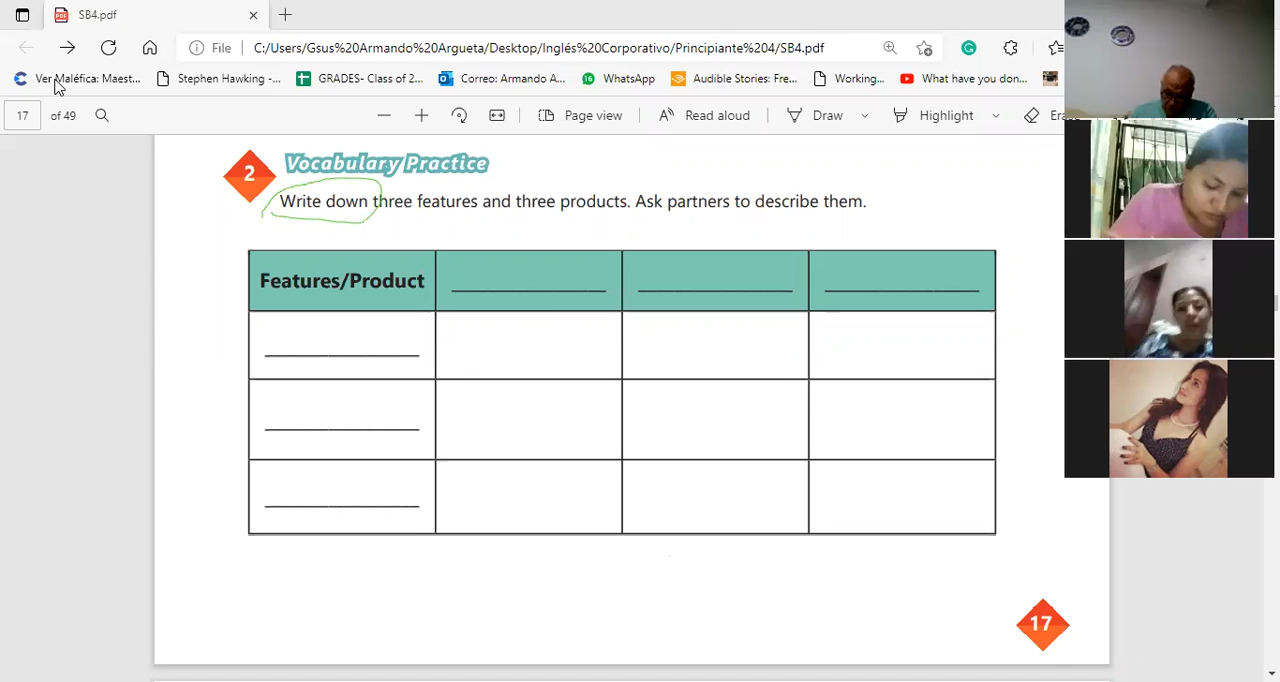 SB4.pdf
File C:/Users/Gsus%20Armando%20Argueta/Desktop/Inglés%20Corporativo/Principiante%204/SB4.pdf
Ver Maléfica: Maest... Stephen Hawking -... GRADES- Class of 2... Correo: Armando A... 16 WhatsApp Audible Stories: Fre... Working... What have you don...
17 of 49 Page view Read aloud Draw Highlight Era
2 Vocabulary Practice
Write down three features and three products. Ask partners to describe them.
Features/Product
17